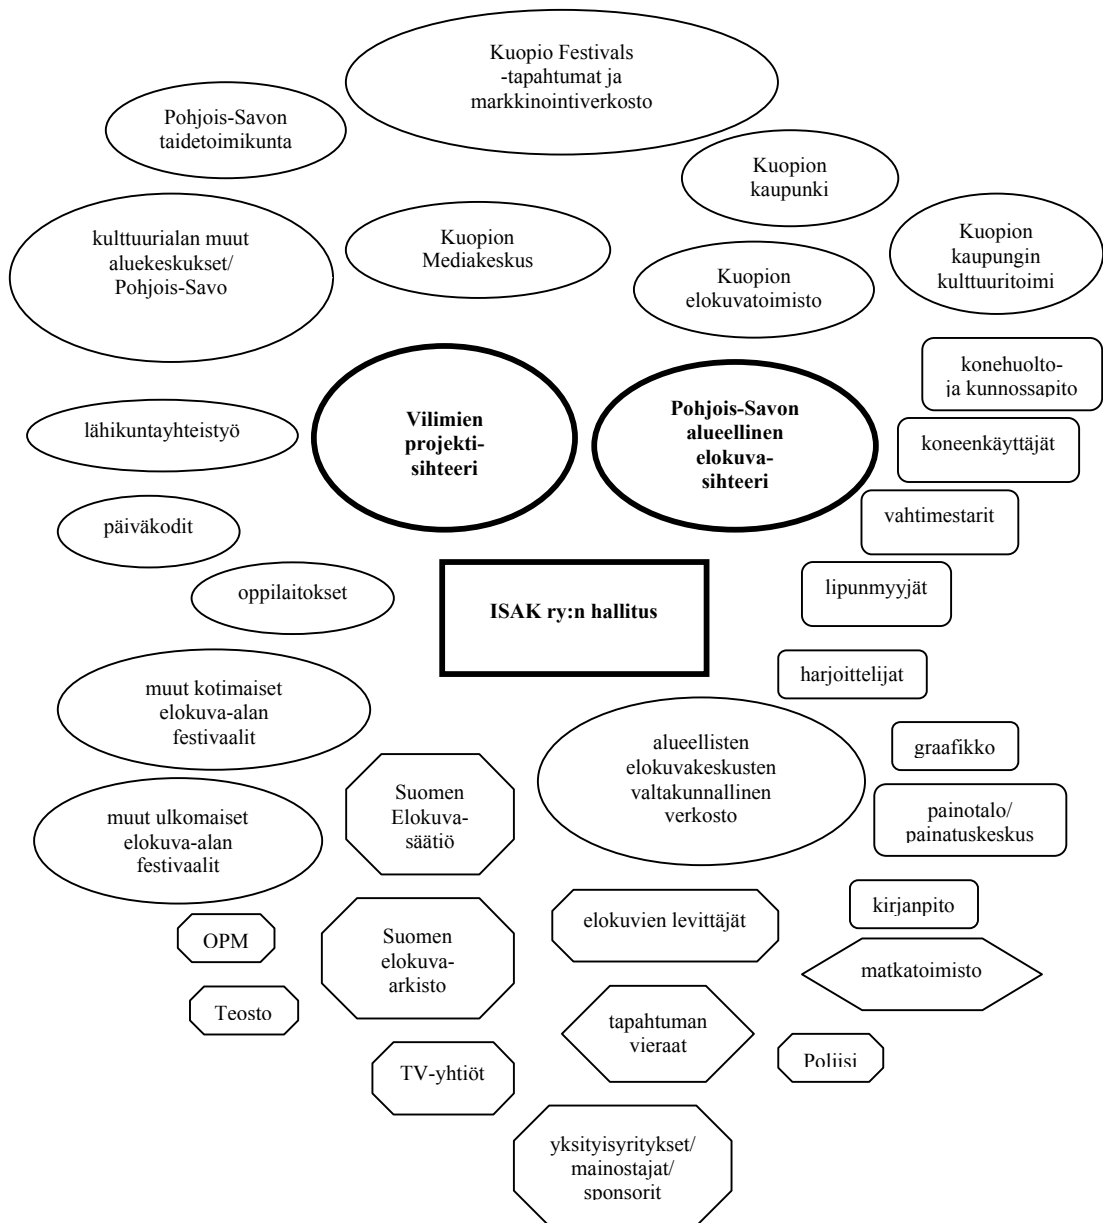 Kuopio Festivals
-tapahtumat ja
markkinointiverkosto
Pohjois-Savon
taidetoimikunta
Kuopion
kaupunki
kulttuurialan muut
aluekeskukset/
Pohjois-Savo
Kuopion
Mediakeskus
Kuopion
elokuvatoimisto
Kuopion
kaupungin
kulttuuritoimi
konehuolto-
ja kunnossapito
Vilimien
projekti-
sihteeri
Pohjois-Savon
alueellinen
elokuva-
sihteeri
lähikuntayhteistyö
koneenkäyttäjät
päiväkodit
vahtimestarit
oppilaitokset
lipunmyyjät
ISAK ry:n hallitus
harjoittelijat
muut kotimaiset
elokuva-alan
festivaalit
alueellisten
elokuvakeskusten
valtakunnallinen
verkosto
graafikko
Suomen
Elokuva-
säätiö
muut ulkomaiset
elokuva-alan
festivaalit
painotalo/
painatuskeskus
kirjanpito
elokuvien levittäjät
OPM
Suomen
elokuva-
arkisto
matkatoimisto
Teosto
tapahtuman
vieraat
Poliisi
TV-yhtiöt
yksityisyritykset/
mainostajat/
sponsorit